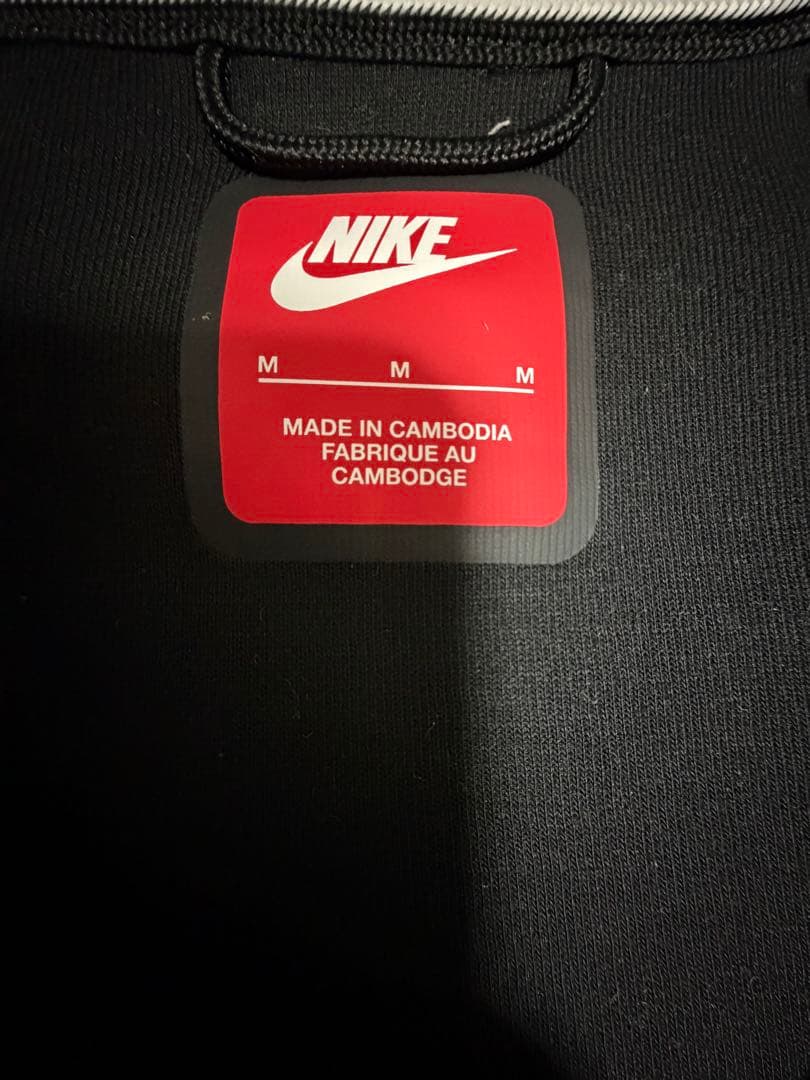 NIKE
M M M
MADE IN CAMBODIA
FABRIQUE AU
CAMBODGE